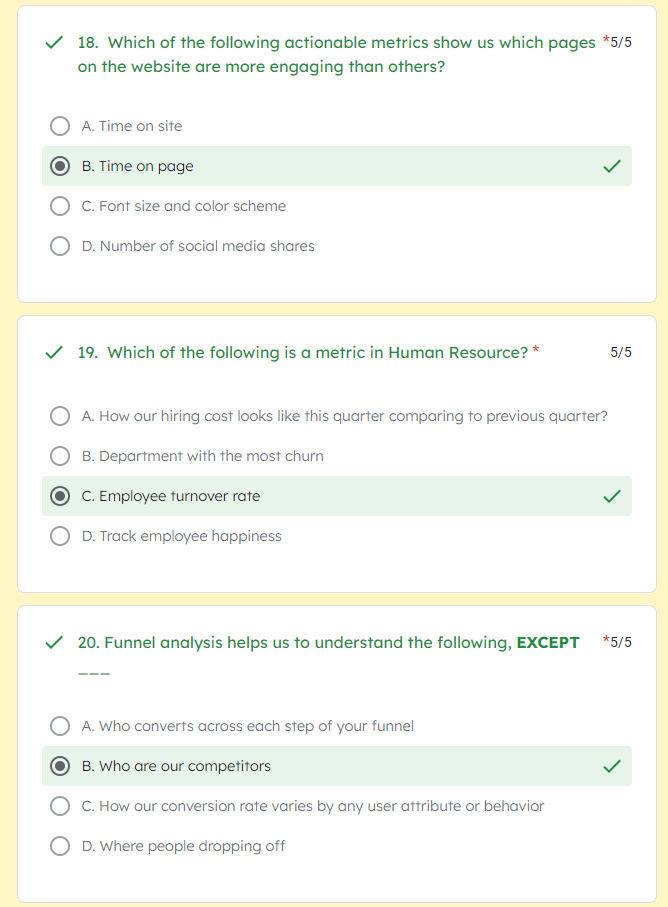 18. Which of the following actionable metrics show us which pages *5/5
on the website are more engaging than others?
A. Time on site
B. Time on page
C. Font size and color scheme
D. Number of social media shares
19. Which of the following is a metric in Human Resource? * 5/5
A. How our hiring cost looks like this quarter comparing to previous quarter?
B. Department with the most churn
C. Employee turnover rate
D. Track employee happiness
20. Funnel analysis helps us to understand the following, EXCEPT *5/5
___
A. Who converts across each step of your funnel
B. Who are our competitors
C. How our conversion rate varies by any user attribute or behavior
D. Where people dropping off